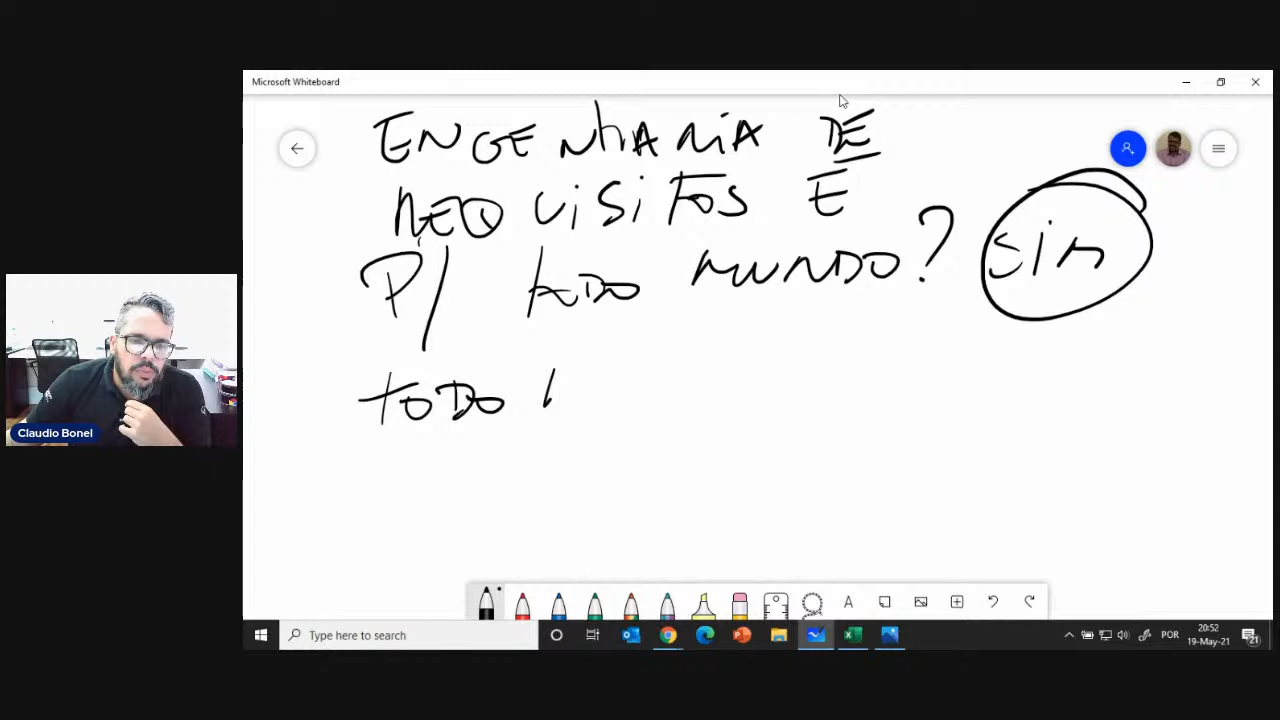 Microsoft Whiteboard
ENGENHARIA DE
REQUISITOS E
P/ TODO MUNDO? SIM
TODO
Claudio Bonel
Type here to search
POR
20:52
19-May-21
21